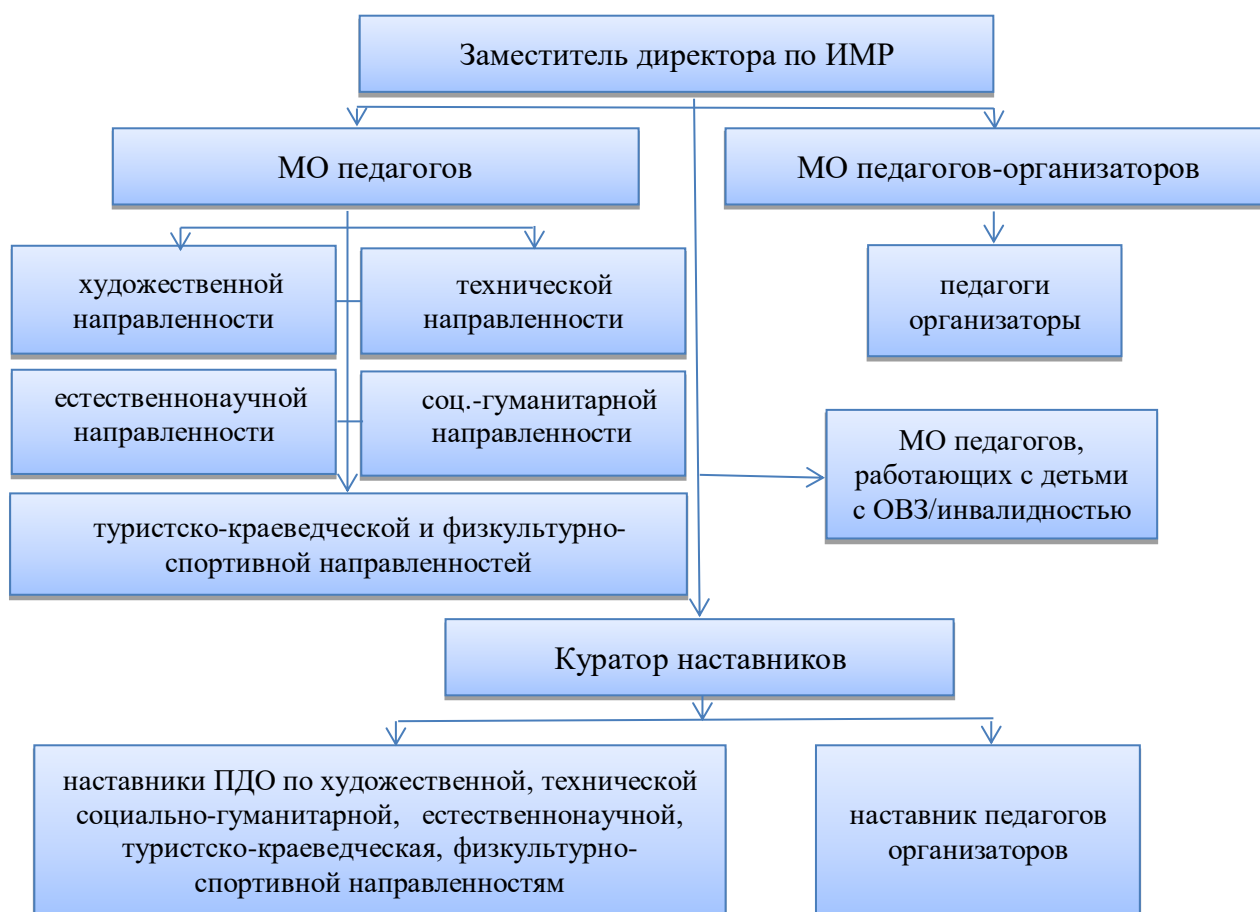 Заместитель директора по ИМР
МО педагогов
МО педагогов-организаторов
художественной
направленности
технической
направленности
педагоги
организаторы
естественнонаучной
направленности
соц.-гуманитарной
направленности
МО педагогов,
работающих с детьми
с ОВЗ/инвалидностью
туристско-краеведческой и физкультурно-
спортивной направленностей
Куратор наставников
наставники ПДО по художественной, технической
социально-гуманитарной, естественнонаучной,
туристско-краеведческая, физкультурно-
спортивной направленностям
наставник педагогов
организаторов